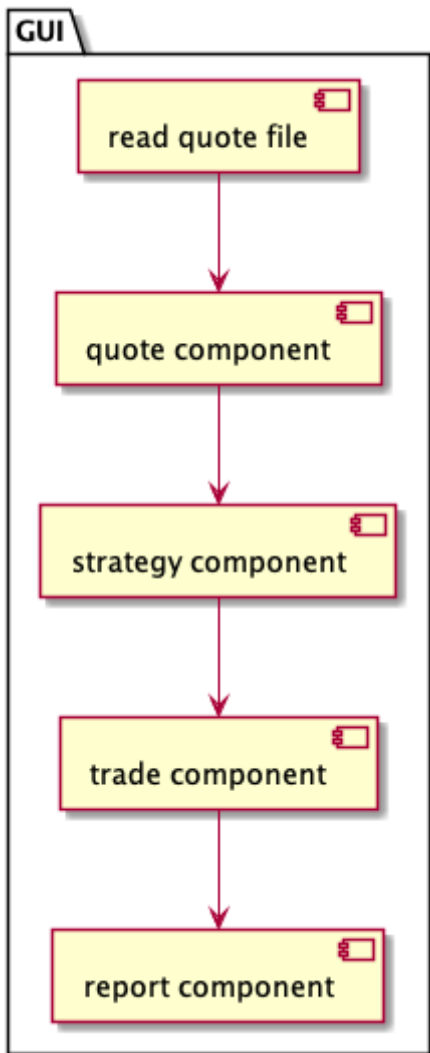 GUI
read quote file
quote component
strategy component
trade component
report component